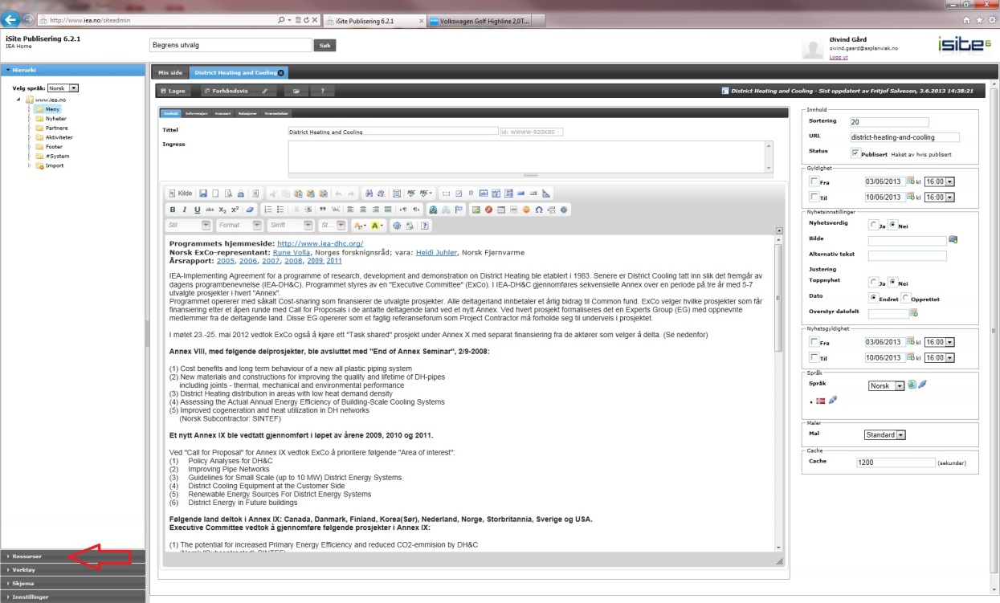 http://www.iea.no/siteadmin
iSite Publisering 6.2.1
Volkswagen Golf Highline 2,0T...
iSite Publisering 6.2.1
IEA Home
Begrens utvalg
Søk
Øivind Gård
oivind.gaard@asplanviak.no
Logg ut
isite 6
Hierarki
Min side
District Heating and Cooling
Velg språk: Norsk
www.iea.no
Meny
Nyheter
Partnere
Aktiviteter
Footer
#System
Import
Lagre
Forhåndsvis
?
District Heating and Cooling - Sist oppdatert av Fritjof Salvesen, 3.6.2013 14:38:21
Innhold Informasjon Avansert Relasjoner Oversettelser
Tittel
District Heating and Cooling
id: WWWW-92GKBS
Ingress
Kilde
Stil
Format
Skrift
St...
Programmets hjemmeside: http://www.iea-dhc.org/
Norsk ExCo-representant: Rune Volla, Norges forsknignsråd; vara: Heidi Juhler, Norsk Fjernvarme
Årsrapport: 2005, 2006, 2007, 2008, 2009; 2011
IEA-Implementing Agreement for a programme of research, development and demonstration on District Heating ble etablert i 1983. Senere er District Cooling tatt inn slik det fremgår av
dagens programbenevnelse (IEA-DH&C). Programmet styres av en "Executive Committee" (ExCo). I IEA-DH&C gjennomføres sekvensielle Annex over en periode på tre år med 5-7
utvalgte prosjekter i hvert "Annex".
Programmet opererer med såkalt Cost-sharing som finansierer de utvalgte prosjekter. Alle deltagerland innbetaler et årlig bidrag til Common fund. ExCo velger hvilke prosjekter som får
finansiering etter et åpen runde med Call for Proposals i de antatte deltagende land ved et nytt Annex. Ved hvert prosjekt formaliseres det en Experts Group (EG) med oppnevnte
medlemmer fra de deltagende land. Disse EG opererer som et faglig referanseforum som Project Contractor må forholde seg til underveis i prosjektet.
I møtet 23.-25. mai 2012 vedtok ExCo også å kjøre ett "Task shared" prosjekt under Annex X med separat finansiering fra de aktører som velger å delta. (Se nedenfor)
Annex VIII, med følgende delprosjekter, ble avsluttet med "End of Annex Seminar", 2/9-2008:
(1) Cost benefits and long term behaviour of a new all plastic piping system
(2) New materials and constructions for improving the quality and lifetime of DH-pipes
including joints - thermal, mechanical and environmental performance
(3) District Heating distribution in areas with low heat demand density
(4) Assessing the Actual Annual Energy Efficiency of Building-Scale Cooling Systems
(5) Improved cogeneration and heat utilization in DH networks
(Norsk Subcontractor: SINTEF)
Et nytt Annex IX ble vedtatt gjennomført i løpet av årene 2009, 2010 og 2011.
Ved "Call for Proposal" for Annex IX vedtok ExCo å prioritere følgende "Area of interest":
(1) Policy Analyses for DH&C
(2) Improving Pipe Networks
(3) Guidelines for Small Scale (up to 10 MW) District Energy Systems
(4) District Cooling Equipment at the Customer Side
(5) Renewable Energy Sources For District Energy Systems
(6) District Energy in Future buildings
Følgende land deltok i Annex IX: Canada, Danmark, Finland, Korea(Sør), Nederland, Norge, Storbritannia, Sverige og USA.
Executive Committee vedtok å gjennomføre følgende prosjekter i Annex IX:
(1) The potential for increased Primary Energy Efficiency and reduced CO2-emmision by DH&C
Innhold
Sortering 20
URL district-heating-and-cooling
Status Publisert Haket av hvis publisert
Gyldighet
Fra 03/06/2013 kl 16:00
Til 10/06/2013 kl 16:00
Nyhetsinnstillinger
Nyhetsverdig Ja Nei
Bilde
Alternativ tekst
Justering
Toppnyhet Ja Nei
Dato Endret Opprettet
Overstyr datofelt
Nyhetsgyldighet
Fra 03/06/2013 kl 16:00
Til 10/06/2013 kl 16:00
Språk
Språk Norsk
Maler
Mal Standard
Cache
Cache 1200 (sekunder)
Ressurser
Verktøy
Skjema
Innstillinger